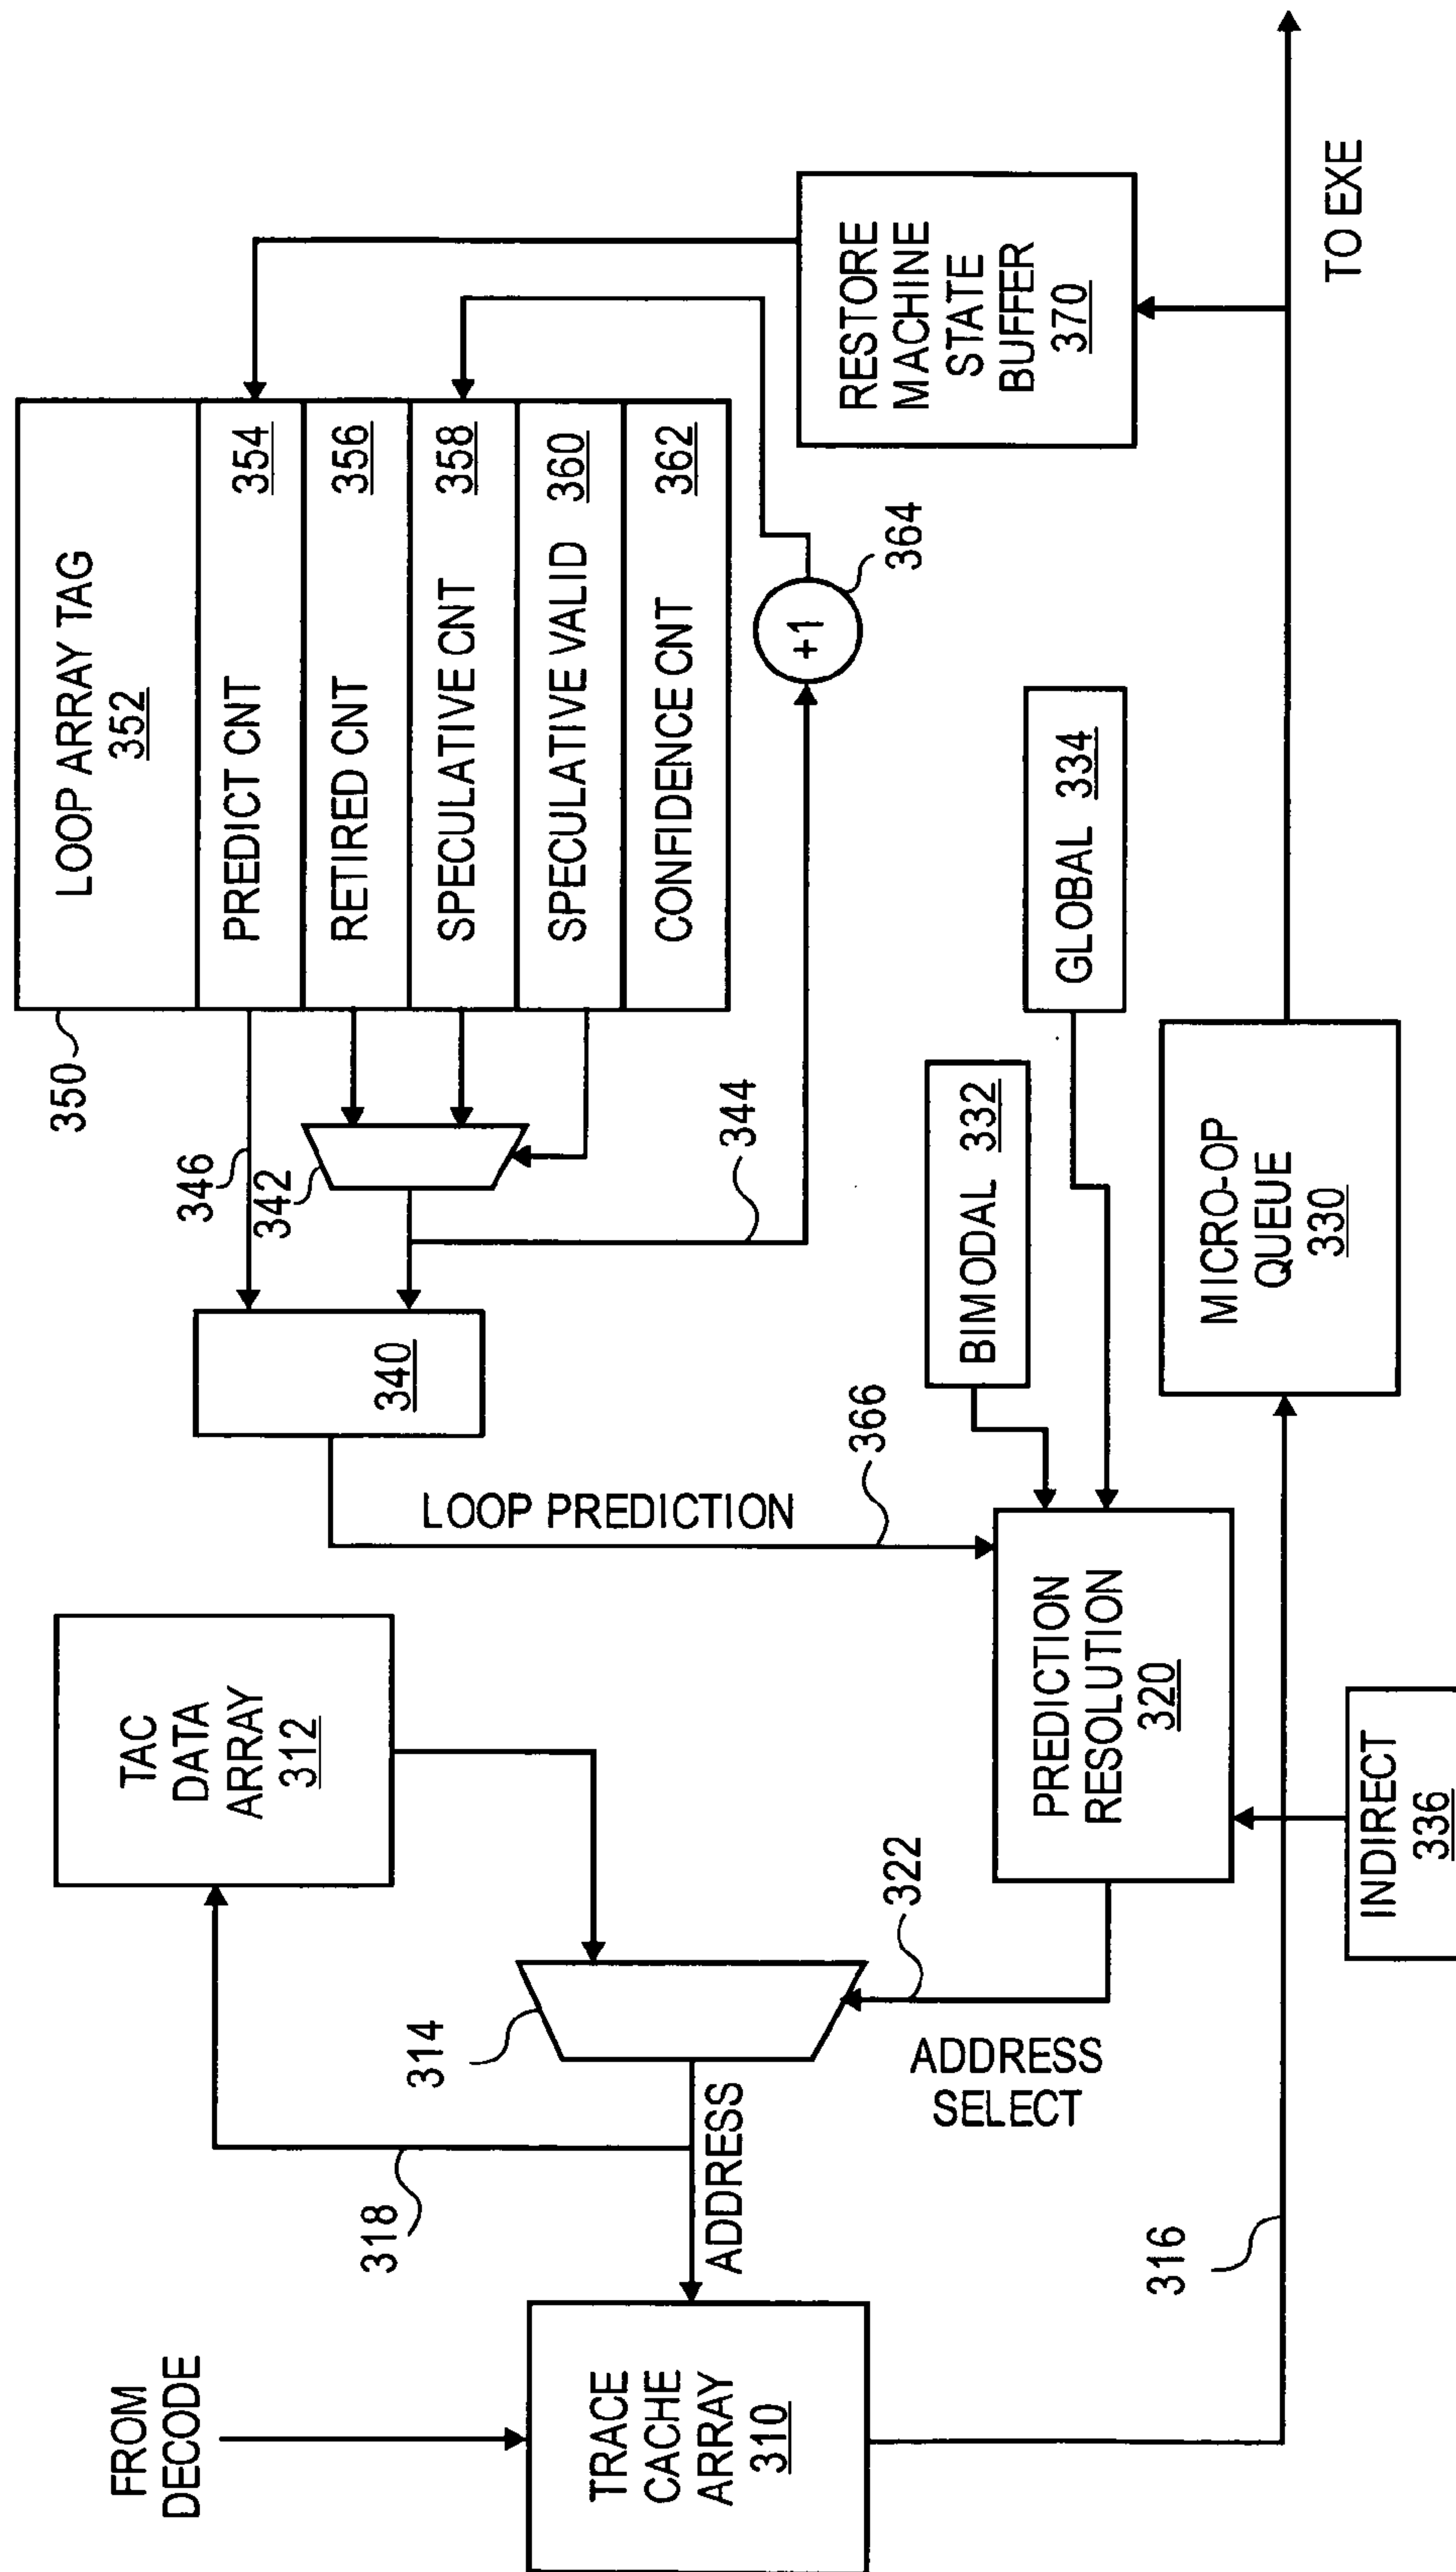 FROM
DECODE
TRACE
CACHE
ARRAY
310
ADDRESS
318
314
TAC
DATA
ARRAY
312
ADDRESS
SELECT
322
316
LOOP PREDICTION
366
PREDICTION
RESOLUTION
320
INDIRECT
336
340
346
342
344
350
LOOP ARRAY TAG
352
PREDICT CNT 354
RETIRED CNT 356
SPECULATIVE CNT 358
SPECULATIVE VALID 360
CONFIDENCE CNT 362
+1
364
BIMODAL 332
GLOBAL 334
MICRO-OP
QUEUE
330
RESTORE
MACHINE
STATE
BUFFER
370
TO EXE